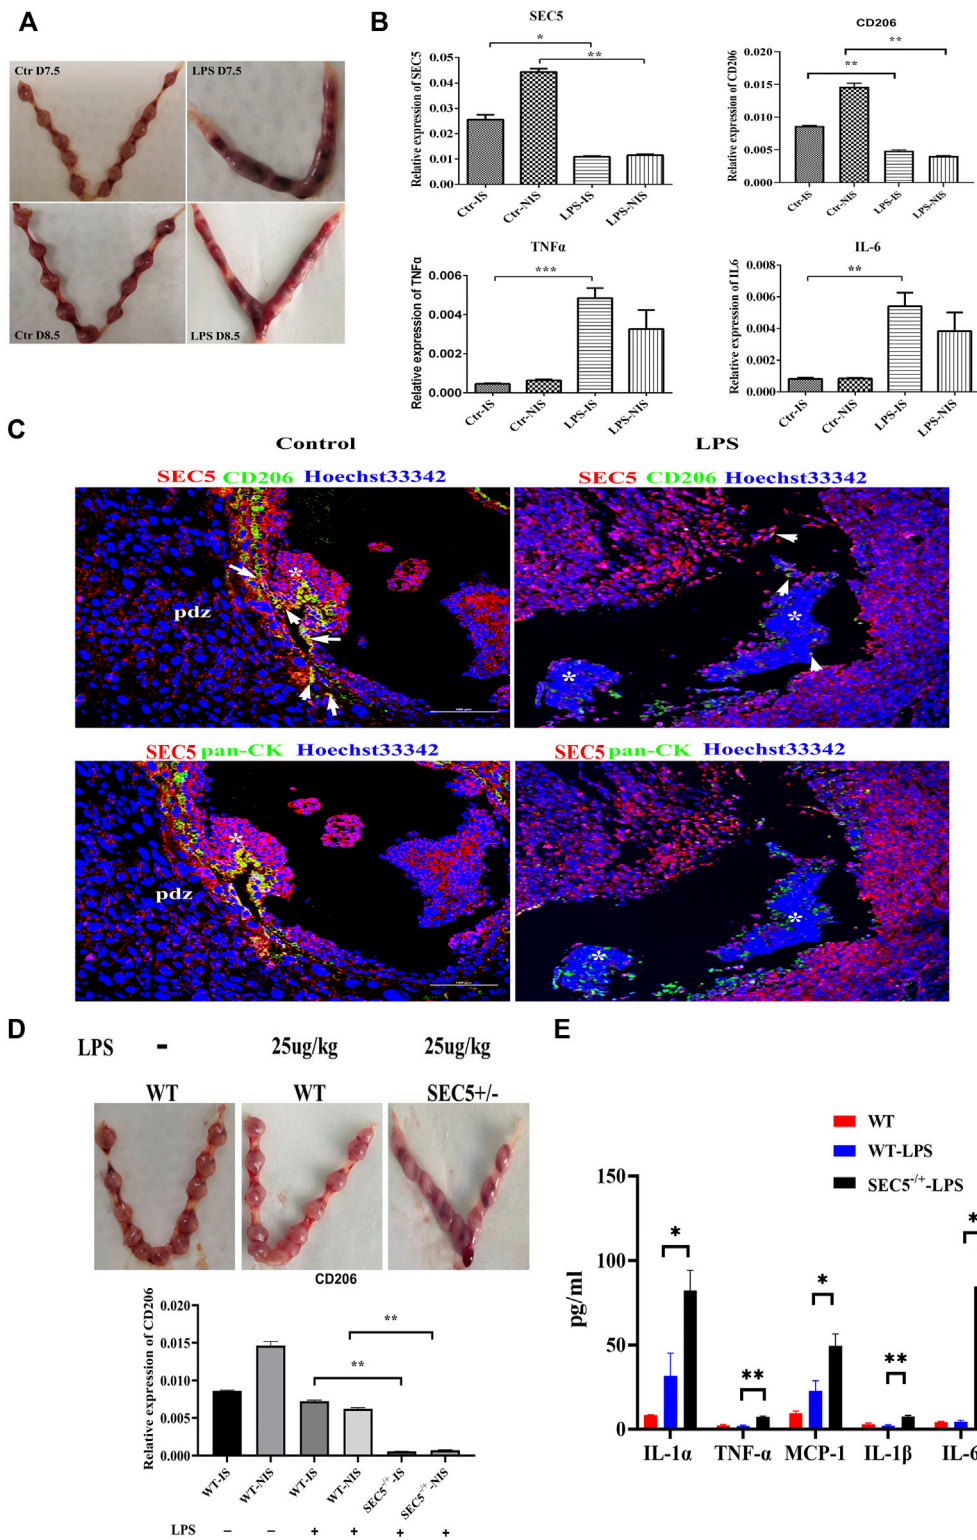 A
Ctr D7.5
LPS D7.5
Ctr D8.5
LPS D8.5
B
SEC5
Relative expression of SEC5
0.05
0.04
0.03
0.02
0.01
0.00
*
**
Ctr-IS
Ctr-NIS
LPS-IS
LPS-NIS
CD206
Relative expression of CD206
0.020
0.015
0.010
0.005
0.000
**
**
Ctr-IS
Ctr-NIS
LPS-IS
LPS-NIS
TNFα
Relative expression of TNFα
0.006
0.004
0.002
0.000
***
Ctr-IS
Ctr-NIS
LPS-IS
LPS-NIS
IL-6
Relative expression of IL6
0.008
0.006
0.004
0.002
0.000
**
Ctr-IS
Ctr-NIS
LPS-IS
LPS-NIS
C
Control
LPS
SEC5 CD206 Hoechst33342
SEC5 CD206 Hoechst33342
*
pdz
*
*
SEC5 pan-CK Hoechst33342
SEC5 pan-CK Hoechst33342
*
pdz
*
*
D
LPS - 25ug/kg 25ug/kg
WT WT SEC5+/-
CD206
Relative expression of CD206
0.020
0.015
0.010
0.005
0.000
**
**
WT-IS
WT-NIS
WT-IS
WT-NIS
SEC5⁻/⁺-IS
SEC5⁻/⁺-NIS
LPS – – + + + +
E
WT
WT-LPS
SEC5⁻/⁺-LPS
pg/ml
150
100
50
0
*
**
*
**
*
IL-1α TNF-α MCP-1 IL-1β IL-6